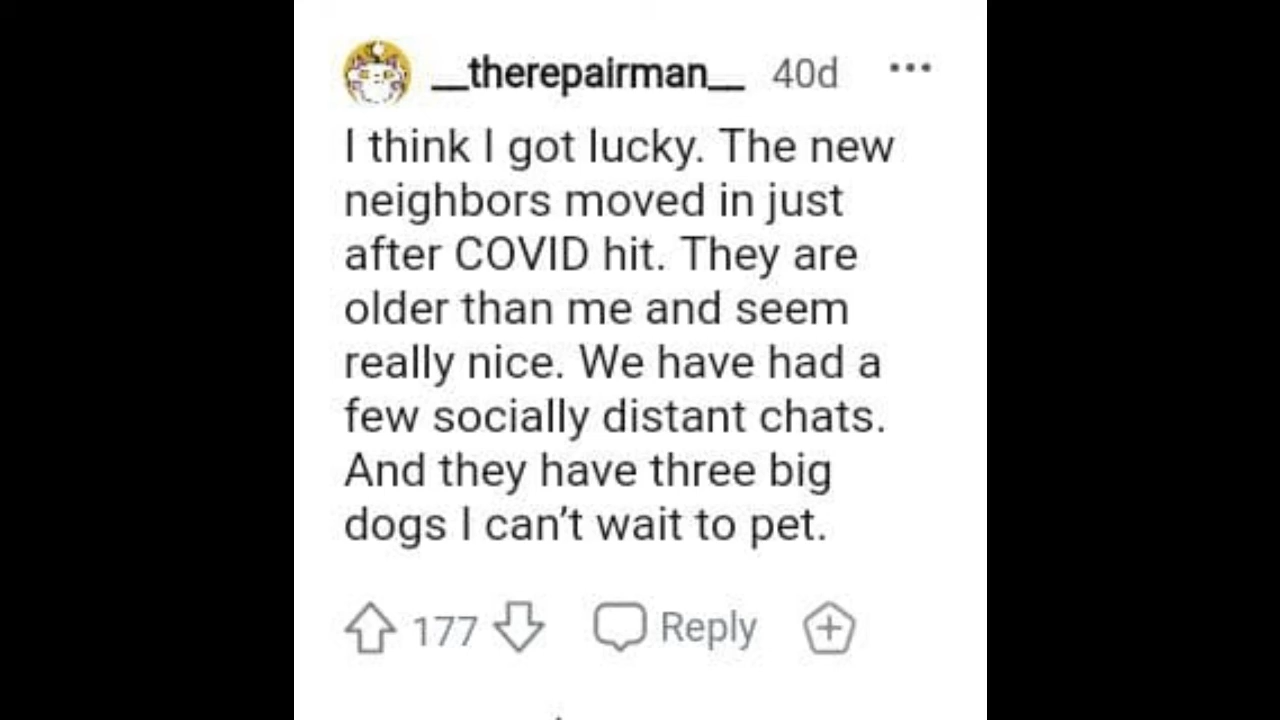 __therepairman__ 40d ...
I think I got lucky. The new
neighbors moved in just
after COVID hit. They are
older than me and seem
really nice. We have had a
few socially distant chats.
And they have three big
dogs I can't wait to pet.
177 Reply